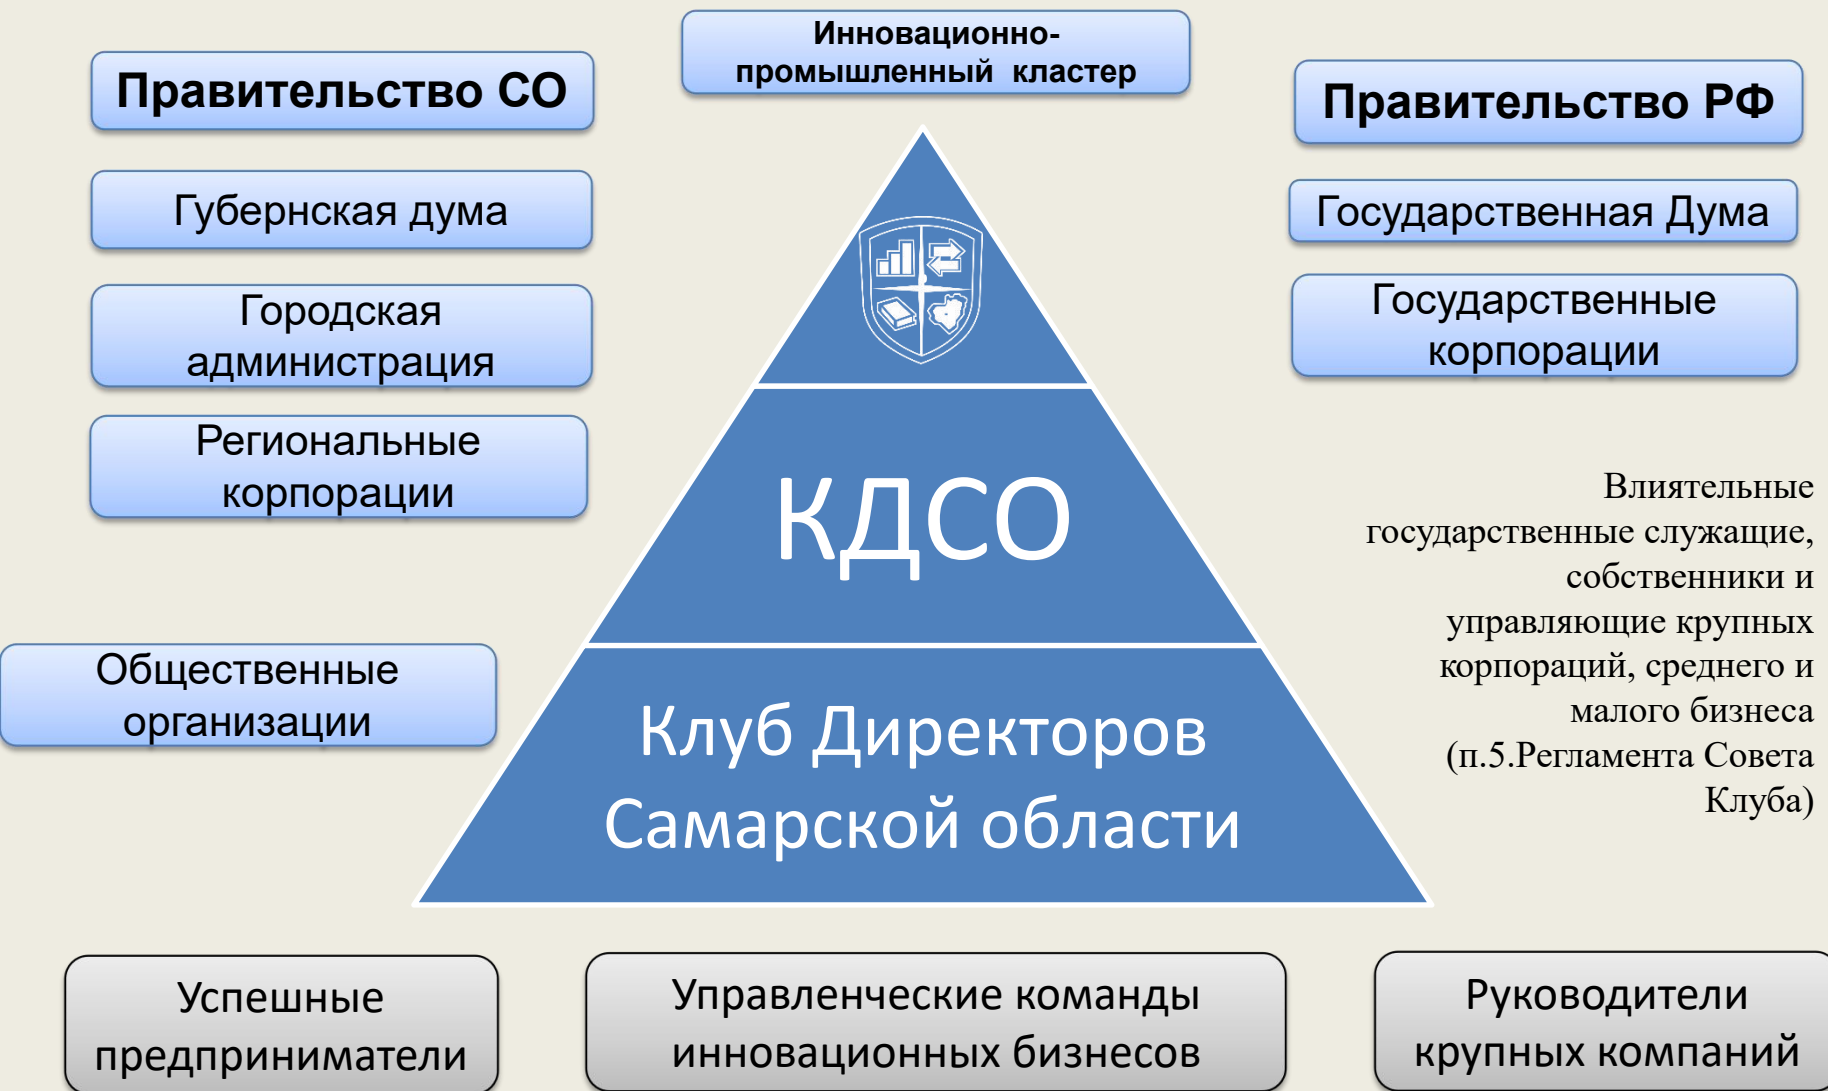 Инновационно-
промышленный кластер
Правительство СО
Губернская дума
Городская
администрация
Региональные
корпорации
Общественные
организации
Правительство РФ
Государственная Дума
Государственные
корпорации
КДСО
Клуб Директоров
Самарской области
Влиятельные
государственные служащие,
собственники и
управляющие крупных
корпораций, среднего и
малого бизнеса
(п.5.Регламента Совета
Клуба)
Успешные
предприниматели
Управленческие команды
инновационных бизнесов
Руководители
крупных компаний